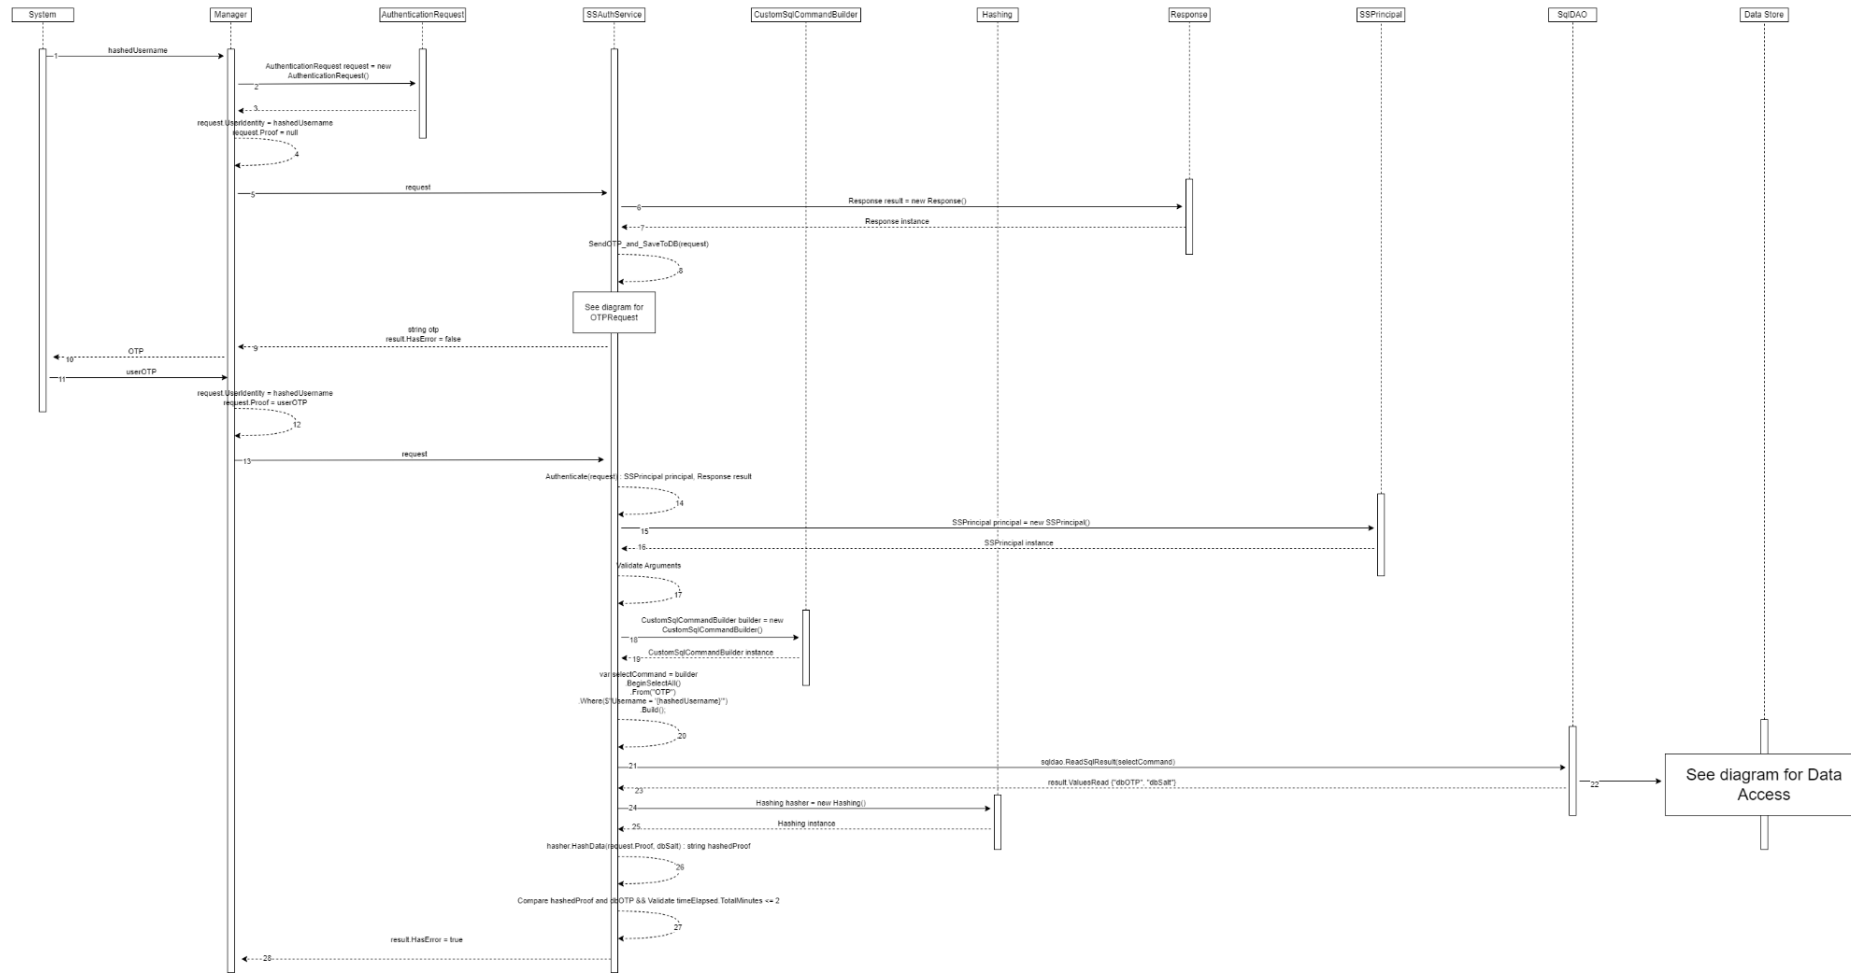 System
Manager
AuthenticationRequest
SSAuthService
CustomSqlCommandBuilder
Hashing
Response
SSPrincipal
SqlDAO
Data Store
1
hashedUsername
AuthenticationRequest request = new
AuthenticationRequest()
2
3
request.UserIdentity = hashedUsername
request.Proof = null
4
5
request
6
Response result = new Response()
Response instance
7
SendOTP_and_SaveToDB(request)
8
See diagram for
OTPRequest
string otp
result.HasError = false
9
OTP
10
userOTP
11
request.UserIdentity = hashedUsername
request.Proof = userOTP
12
request
13
Authenticate(request) : SSPrincipal principal, Response result
14
SSPrincipal principal = new SSPrincipal()
15
SSPrincipal instance
16
Validate Arguments
17
CustomSqlCommandBuilder builder = new
CustomSqlCommandBuilder()
18
CustomSqlCommandBuilder instance
19
var selectCommand = builder
.BeginSelectAll()
.From("OTP")
.Where($"Username = '{hashedUsername}'")
.Build();
20
21
sqldao.ReadSqlResult(selectCommand)
22
See diagram for Data
Access
result.ValuesRead {"dbOTP", "dbSalt"}
23
24
Hashing hasher = new Hashing()
Hashing instance
25
hasher.HashData(request.Proof, dbSalt) : string hashedProof
26
Compare hashedProof and dbOTP && Validate timeElapsed.TotalMinutes <= 2
27
result.HasError = true
28